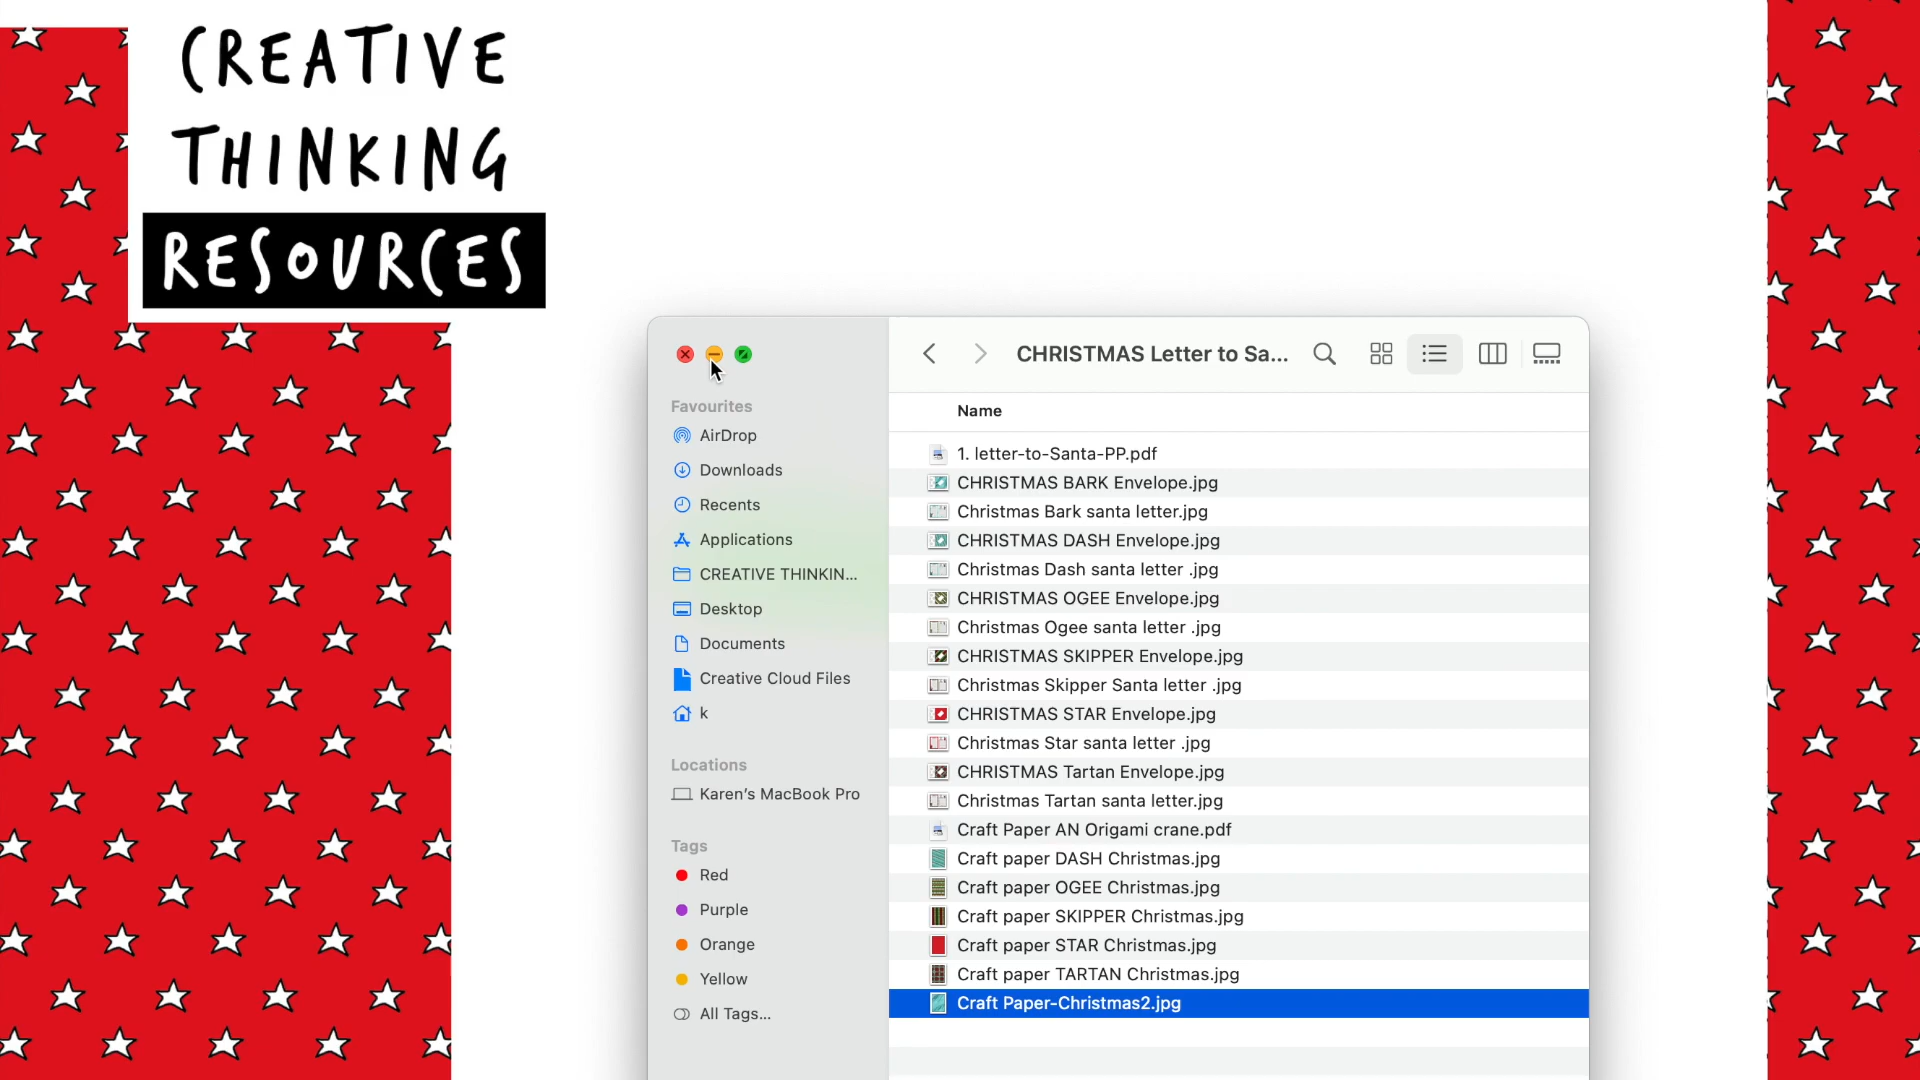 CREATIVE
THINKING
RESOURCES
CHRISTMAS Letter to Sa...
Favourites
AirDrop
Downloads
Recents
Applications
CREATIVE THINKIN...
Desktop
Documents
Creative Cloud Files
k
Locations
Karen's MacBook Pro
Tags
Red
Purple
Orange
Yellow
All Tags...
Name
1. letter-to-Santa-PP.pdf
CHRISTMAS BARK Envelope.jpg
Christmas Bark santa letter.jpg
CHRISTMAS DASH Envelope.jpg
Christmas Dash santa letter .jpg
CHRISTMAS OGEE Envelope.jpg
Christmas Ogee santa letter .jpg
CHRISTMAS SKIPPER Envelope.jpg
Christmas Skipper Santa letter .jpg
CHRISTMAS STAR Envelope.jpg
Christmas Star santa letter .jpg
CHRISTMAS Tartan Envelope.jpg
Christmas Tartan santa letter.jpg
Craft Paper AN Origami crane.pdf
Craft paper DASH Christmas.jpg
Craft paper OGEE Christmas.jpg
Craft paper SKIPPER Christmas.jpg
Craft paper STAR Christmas.jpg
Craft paper TARTAN Christmas.jpg
Craft Paper-Christmas2.jpg